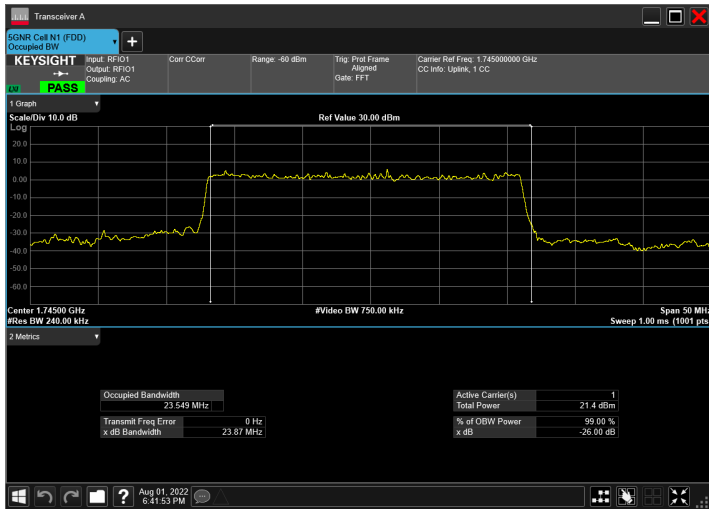 Transceiver A
5GNR Cell N1 (FDD)
Occupied BW
KEYSIGHT
LXI
PASS
Input: RFIO1
Output: RFIO1
Coupling: AC
Corr CCorr
Range: -60 dBm
Trig: Prot Frame
Aligned
Gate: FFT
Carrier Ref Freq: 1.745000000 GHz
CC Info: Uplink, 1 CC
1 Graph
Scale/Div 10.0 dB
Ref Value 30.00 dBm
Log
20.0
10.0
0.00
-10.0
-20.0
-30.0
-40.0
-50.0
-60.0
Center 1.74500 GHz
#Video BW 750.00 kHz
Span 50 MHz
#Res BW 240.00 kHz
Sweep 1.00 ms (1001 pts
2 Metrics
Occupied Bandwidth
23.549 MHz
Transmit Freq Error 0 Hz
x dB Bandwidth 23.87 MHz
Active Carrier(s) 1
Total Power 21.4 dBm
% of OBW Power 99.00 %
x dB -26.00 dB
?
Aug 01, 2022
6:41:53 PM